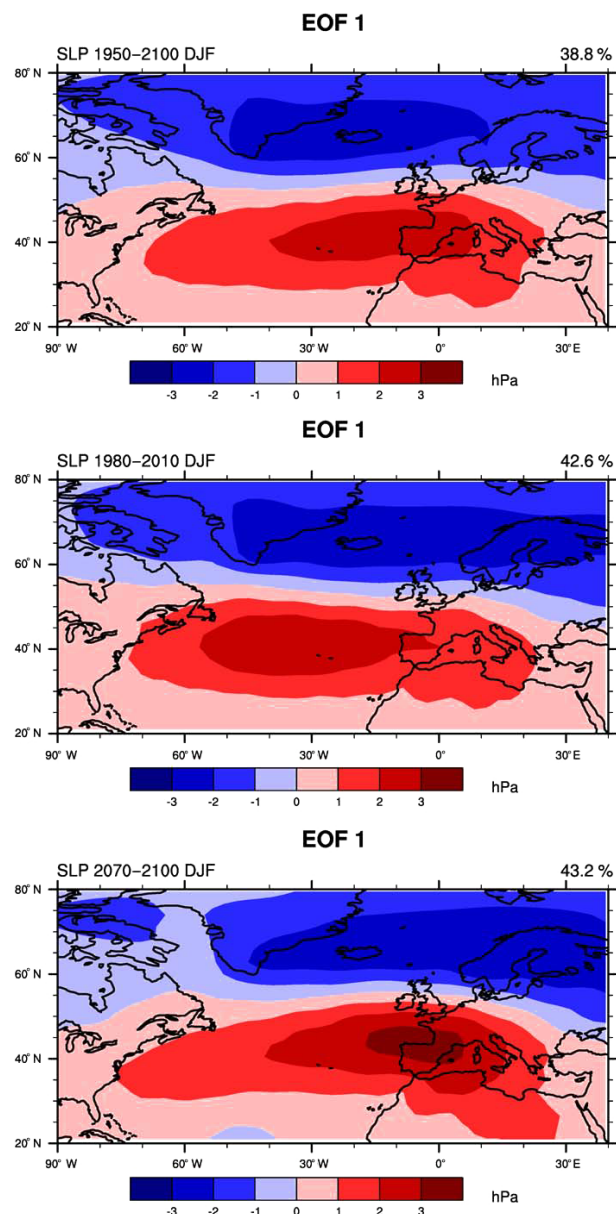 EOF 1
SLP 1950-2100 DJF 38.8 %
80° N
60° N
40° N
20° N
90° W 60° W 30° W 0° 30° E
-3 -2 -1 0 1 2 3 hPa
EOF 1
SLP 1980-2010 DJF 42.6 %
80° N
60° N
40° N
20° N
90° W 60° W 30° W 0° 30° E
-3 -2 -1 0 1 2 3 hPa
EOF 1
SLP 2070-2100 DJF 43.2 %
80° N
60° N
40° N
20° N
90° W 60° W 30° W 0° 30° E
-3 -2 -1 0 1 2 3 hPa